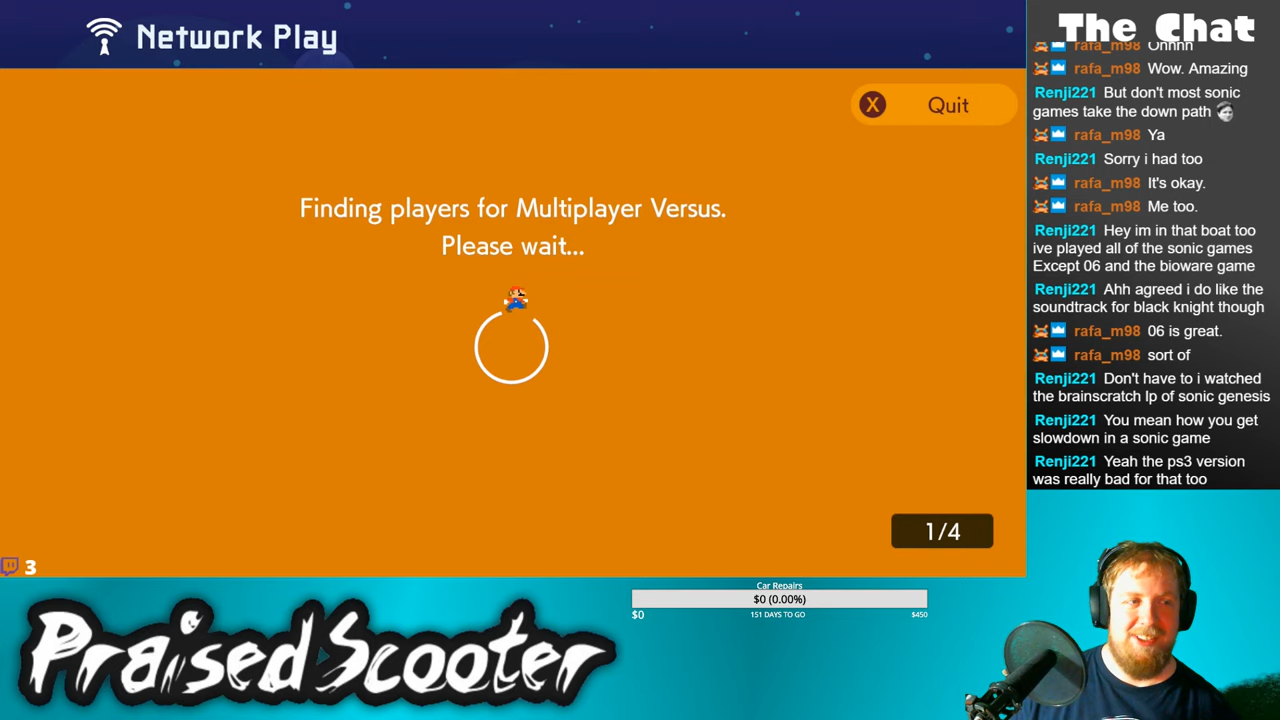 Network Play
X Quit
Finding players for Multiplayer Versus.
Please wait...
1/4
3
PraisedScooter
Car Repairs
$0 (0.00%)
$0 151 DAYS TO GO $450
The Chat
rafa_m98 Ohhhh
rafa_m98 Wow. Amazing
Renji221 But don't most sonic
games take the down path
rafa_m98 Ya
Renji221 Sorry i had too
rafa_m98 It's okay.
rafa_m98 Me too.
Renji221 Hey im in that boat too
ive played all of the sonic games
Except 06 and the bioware game
Renji221 Ahh agreed i do like the
soundtrack for black knight though
rafa_m98 06 is great.
rafa_m98 sort of
Renji221 Don't have to i watched
the brainscratch lp of sonic genesis
Renji221 You mean how you get
slowdown in a sonic game
Renji221 Yeah the ps3 version
was really bad for that too